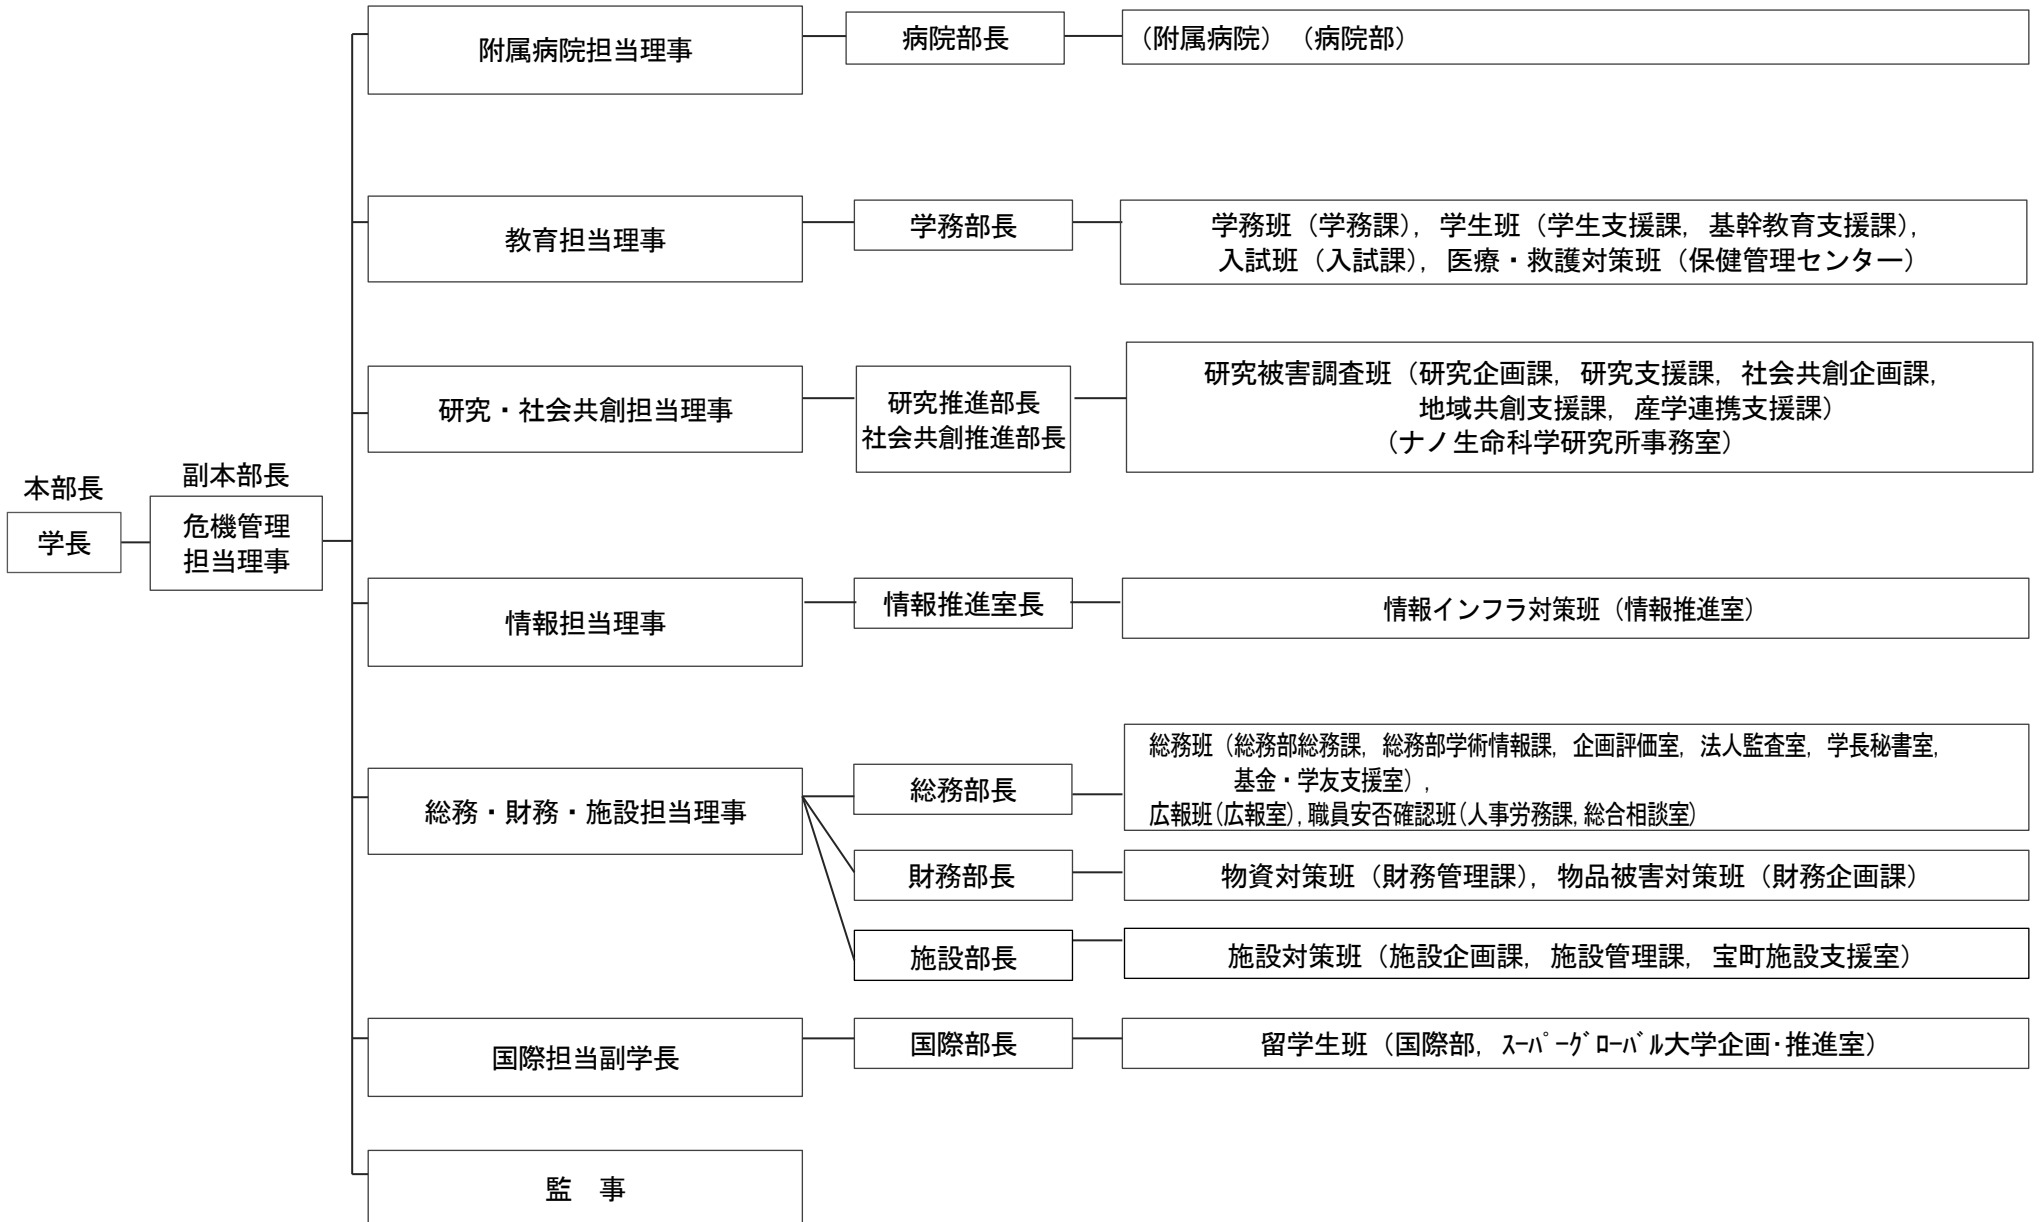 附属病院担当理事
病院部長
（附属病院）（病院部）
教育担当理事
学務部長
学務班（学務課），学生班（学生支援課，基幹教育支援課），
入試班（入試課），医療・救護対策班（保健管理センター）
研究・社会共創担当理事
研究推進部長
社会共創推進部長
研究被害調査班（研究企画課，研究支援課，社会共創企画課，
地域共創支援課，産学連携支援課）
（ナノ生命科学研究所事務室）
本部長
学長
副本部長
危機管理
担当理事
情報担当理事
情報推進室長
情報インフラ対策班（情報推進室）
総務・財務・施設担当理事
総務部長
総務班（総務部総務課，総務部学術情報課，企画評価室，法人監査室，学長秘書室，
基金・学友支援室），
広報班(広報室),職員安否確認班(人事労務課,総合相談室)
財務部長
物資対策班（財務管理課），物品被害対策班（財務企画課）
施設部長
施設対策班（施設企画課，施設管理課，宝町施設支援室）
国際担当副学長
国際部長
留学生班（国際部，ｽｰﾊﾟｰｸﾞﾛｰﾊﾞﾙ大学企画･推進室）
監　事